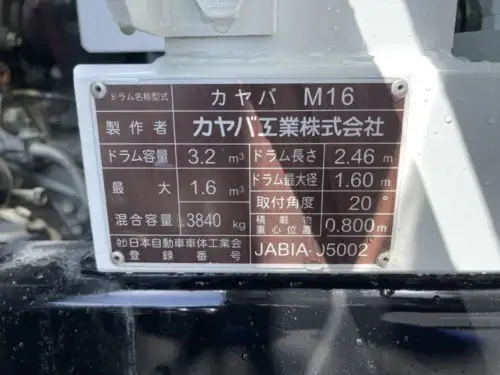 ドラム名称型式 カヤバ M16
製作者 カヤバ工業株式会社
ドラム容量 3.2 m³ ドラム長さ 2.46 m
最大 1.6 m³ ドラム最大径 1.60 m
混合容量 3840 kg 取付角度 20°
積載物
重心位置 0.800 m
㈳日本自動車車体工業会
登録番号 JABIA-J5002